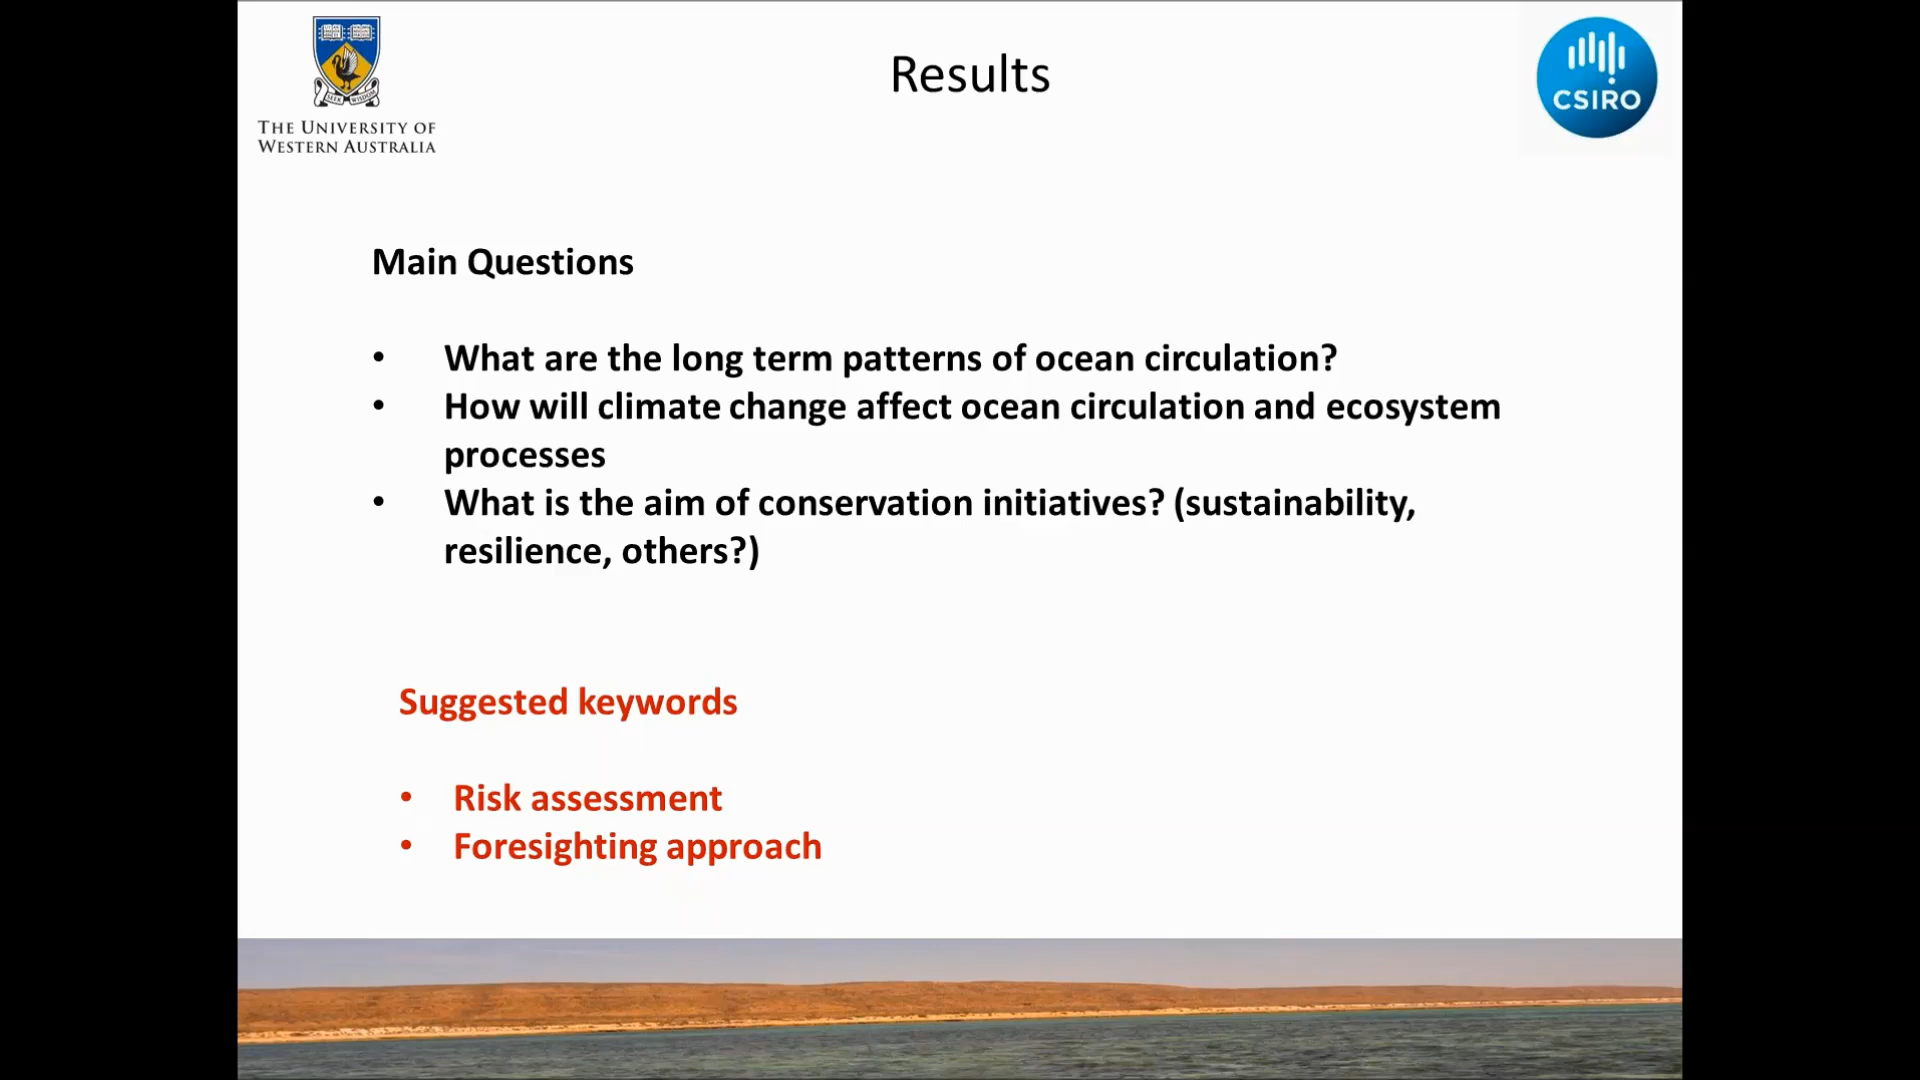 Results
SEEK WISDOM
THE UNIVERSITY OF
WESTERN AUSTRALIA
CSIRO
Main Questions
• What are the long term patterns of ocean circulation?
• How will climate change affect ocean circulation and ecosystem
processes
• What is the aim of conservation initiatives? (sustainability,
resilience, others?)
Suggested keywords
• Risk assessment
• Foresighting approach